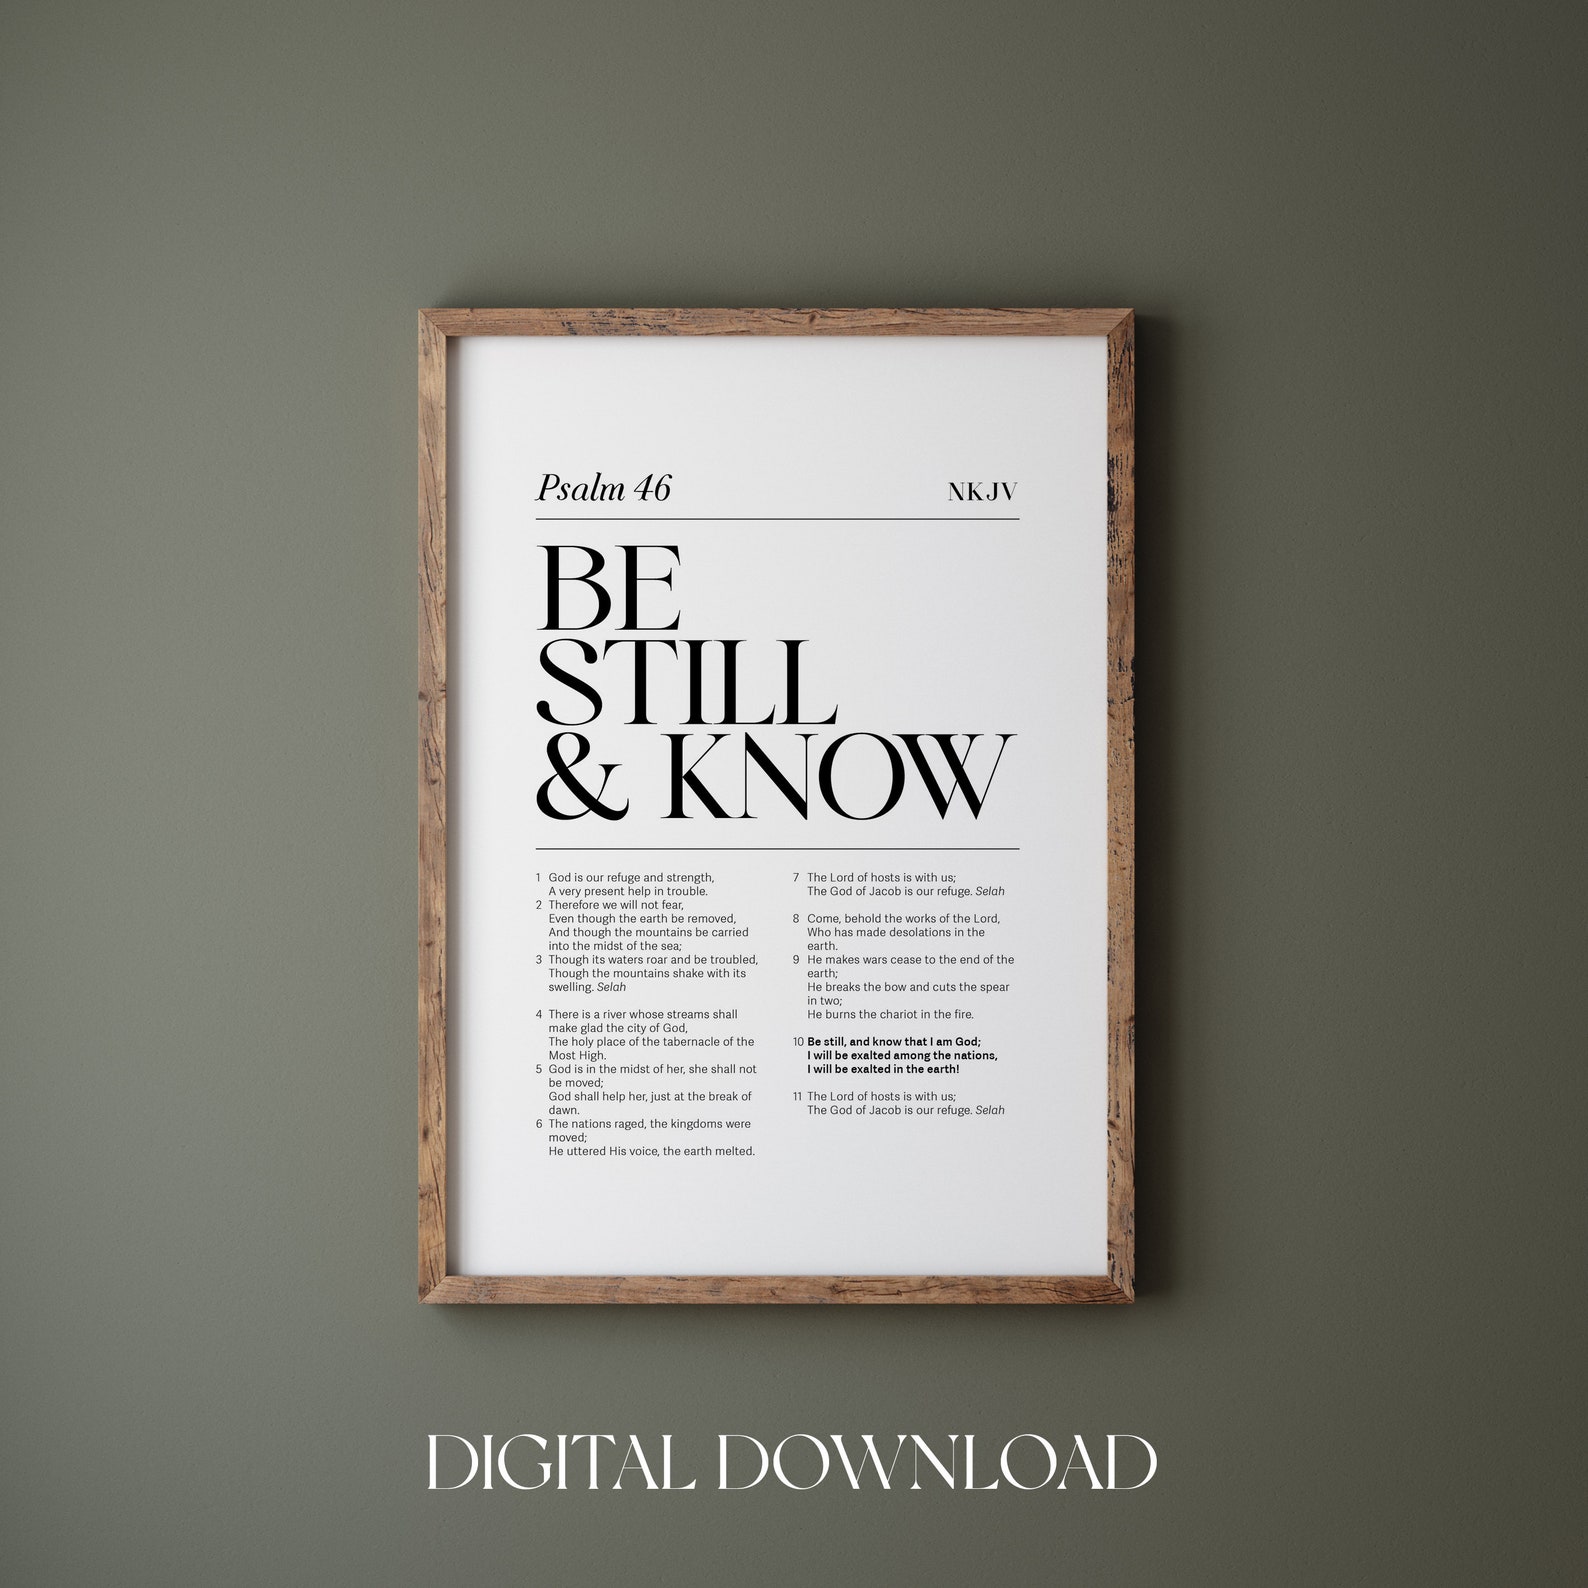 Psalm 46
NKJV
BE
STILL
& KNOW
1 God is our refuge and strength,
A very present help in trouble.
2 Therefore we will not fear,
Even though the earth be removed,
And though the mountains be carried
into the midst of the sea;
3 Though its waters roar and be troubled,
Though the mountains shake with its
swelling. Selah
4 There is a river whose streams shall
make glad the city of God,
The holy place of the tabernacle of the
Most High.
5 God is in the midst of her, she shall not
be moved;
God shall help her, just at the break of
dawn.
6 The nations raged, the kingdoms were
moved;
He uttered His voice, the earth melted.
7 The Lord of hosts is with us;
The God of Jacob is our refuge. Selah
8 Come, behold the works of the Lord,
Who has made desolations in the
earth.
9 He makes wars cease to the end of the
earth;
He breaks the bow and cuts the spear
in two;
He burns the chariot in the fire.
10 Be still, and know that I am God;
I will be exalted among the nations,
I will be exalted in the earth!
11 The Lord of hosts is with us;
The God of Jacob is our refuge. Selah
DIGITAL DOWNLOAD